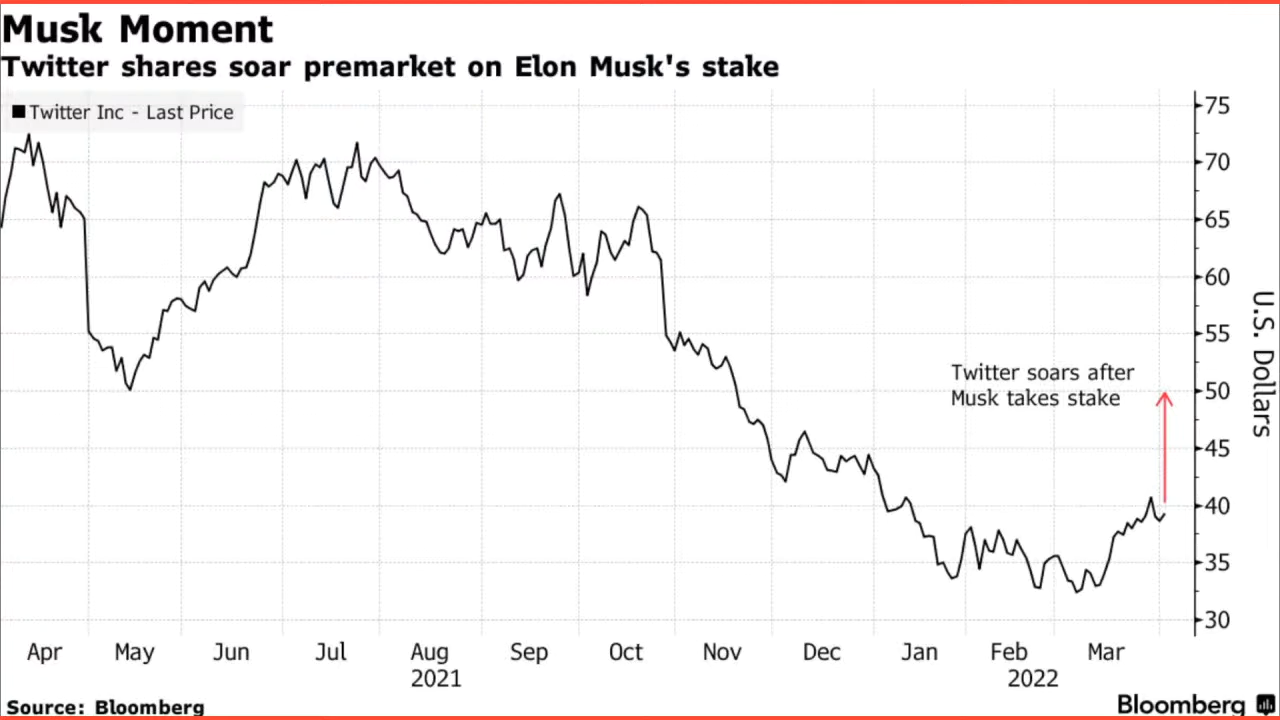 Musk Moment
Twitter shares soar premarket on Elon Musk's stake
Twitter Inc - Last Price
75
70
65
60
55
50
45
40
35
30
U.S. Dollars
Twitter soars after
Musk takes stake
Apr May Jun Jul Aug Sep Oct Nov Dec Jan Feb Mar
2021 2022
Source: Bloomberg
Bloomberg